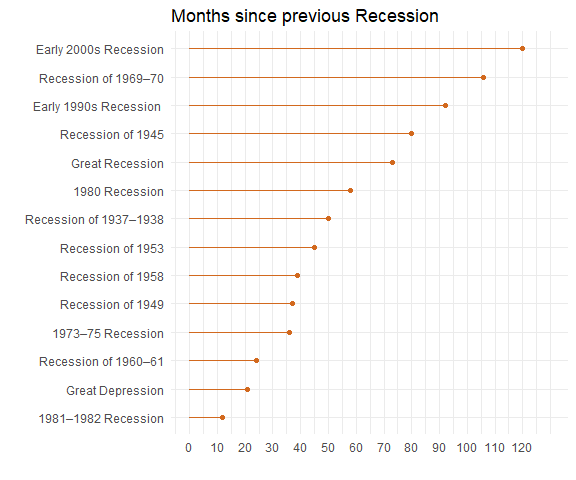 Months since previous Recession
Early 2000s Recession
Recession of 1969–70
Early 1990s Recession
Recession of 1945
Great Recession
1980 Recession
Recession of 1937–1938
Recession of 1953
Recession of 1958
Recession of 1949
1973–75 Recession
Recession of 1960–61
Great Depression
1981–1982 Recession
0 10 20 30 40 50 60 70 80 90 100 110 120